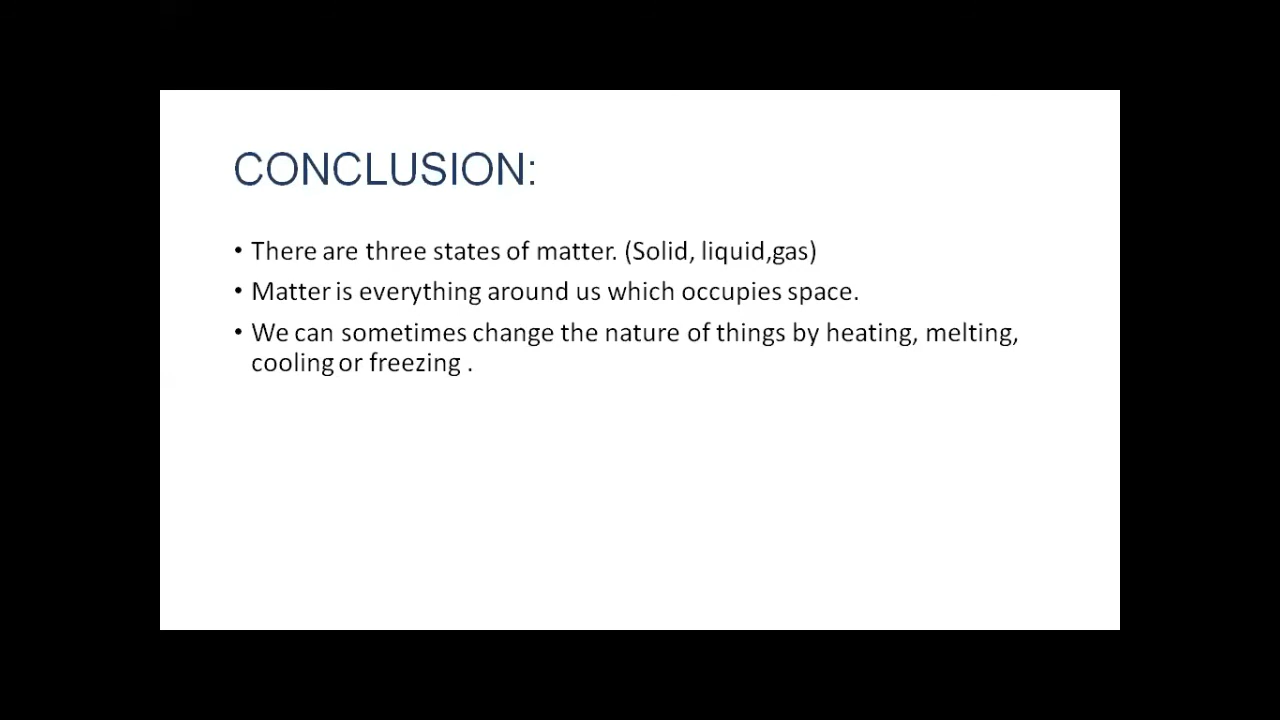 CONCLUSION:
• There are three states of matter. (Solid, liquid,gas)
• Matter is everything around us which occupies space.
• We can sometimes change the nature of things by heating, melting,
cooling or freezing .